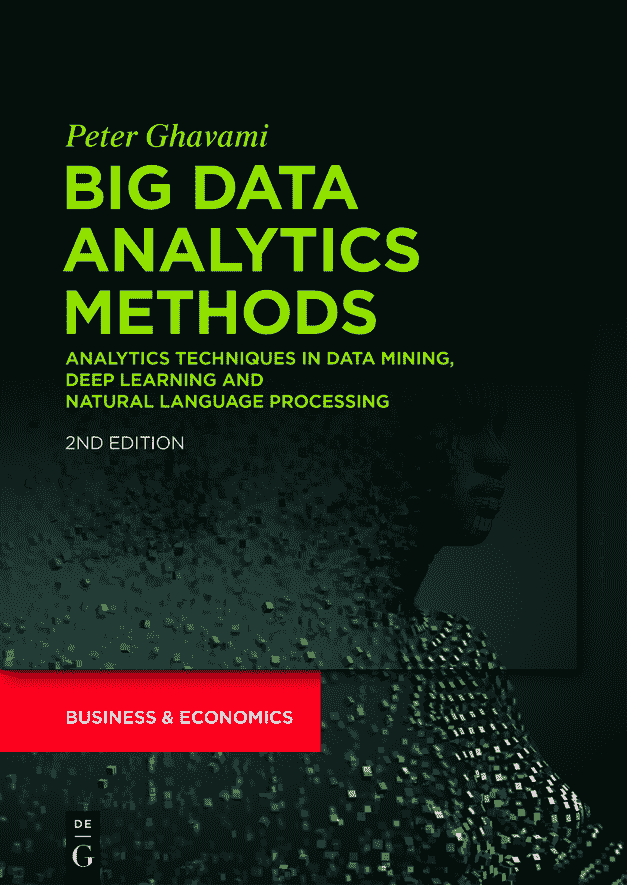 Peter Ghavami
BIG DATA
ANALYTICS
METHODS
ANALYTICS TECHNIQUES IN DATA MINING,
DEEP LEARNING AND
NATURAL LANGUAGE PROCESSING
2ND EDITION
BUSINESS & ECONOMICS
DE
G